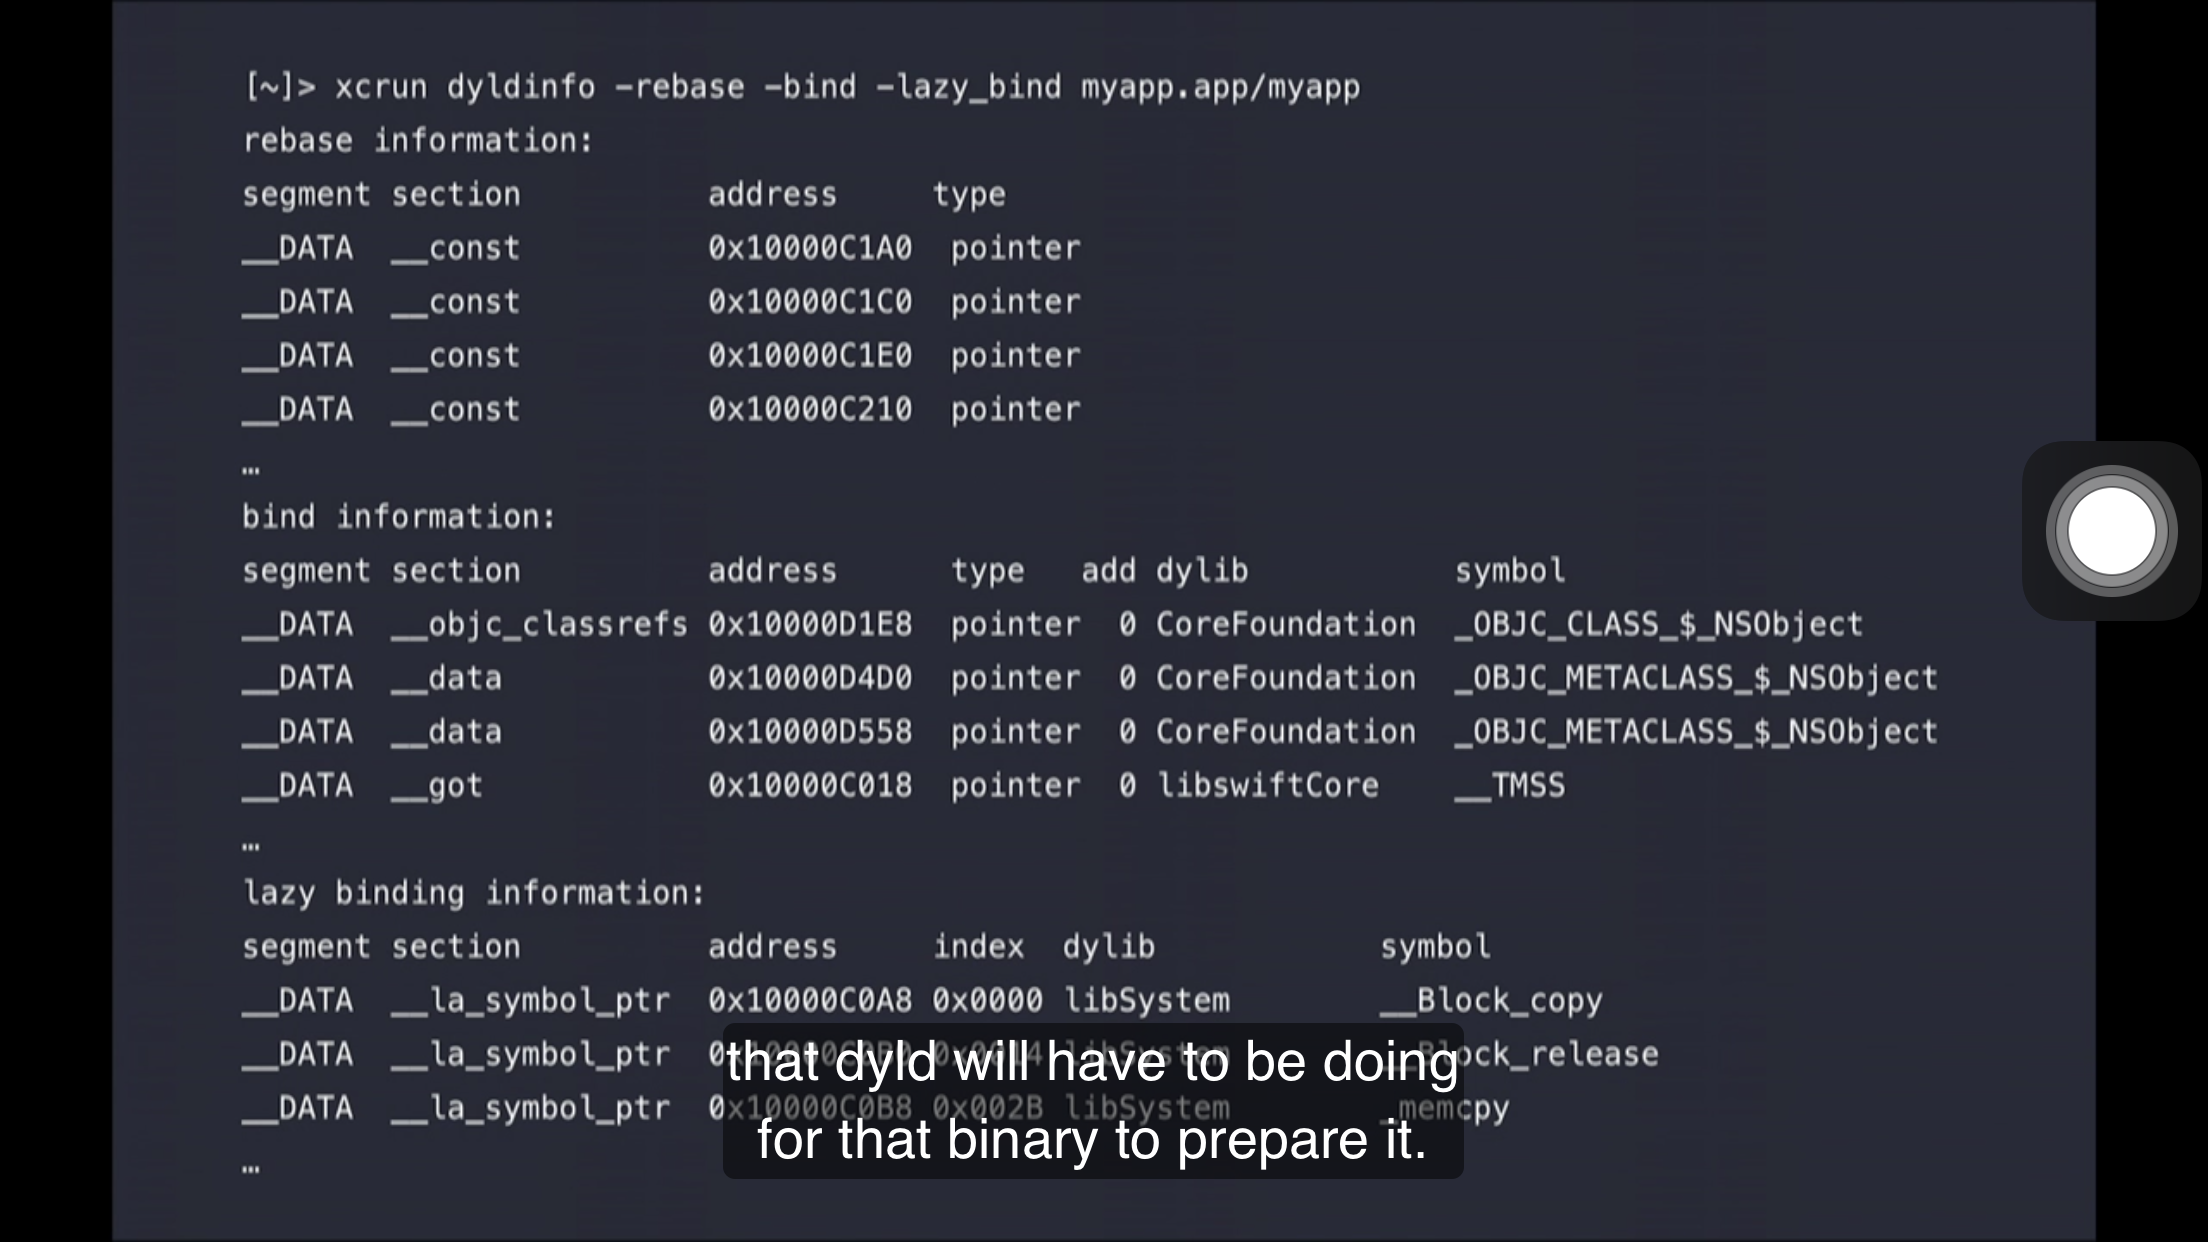 [~]> xcrun dyldinfo -rebase -bind -lazy_bind myapp.app/myapp
rebase information:
segment section address type
__DATA __const 0x10000C1A0 pointer
__DATA __const 0x10000C1C0 pointer
__DATA __const 0x10000C1E0 pointer
__DATA __const 0x10000C210 pointer
…
bind information:
segment section address type add dylib symbol
__DATA __objc_classrefs 0x10000D1E8 pointer 0 CoreFoundation _OBJC_CLASS_$_NSObject
__DATA __data 0x10000D4D0 pointer 0 CoreFoundation _OBJC_METACLASS_$_NSObject
__DATA __data 0x10000D558 pointer 0 CoreFoundation _OBJC_METACLASS_$_NSObject
__DATA __got 0x10000C018 pointer 0 libswiftCore __TMSS
…
lazy binding information:
segment section address index dylib symbol
__DATA __la_symbol_ptr 0x10000C0A8 0x0000 libSystem __Block_copy
__DATA __la_symbol_ptr 0x10000C0B0 0x0014 libSystem __Block_release
__DATA __la_symbol_ptr 0x10000C0B8 0x002B libSystem _memcpy
…
that dyld will have to be doing
for that binary to prepare it.